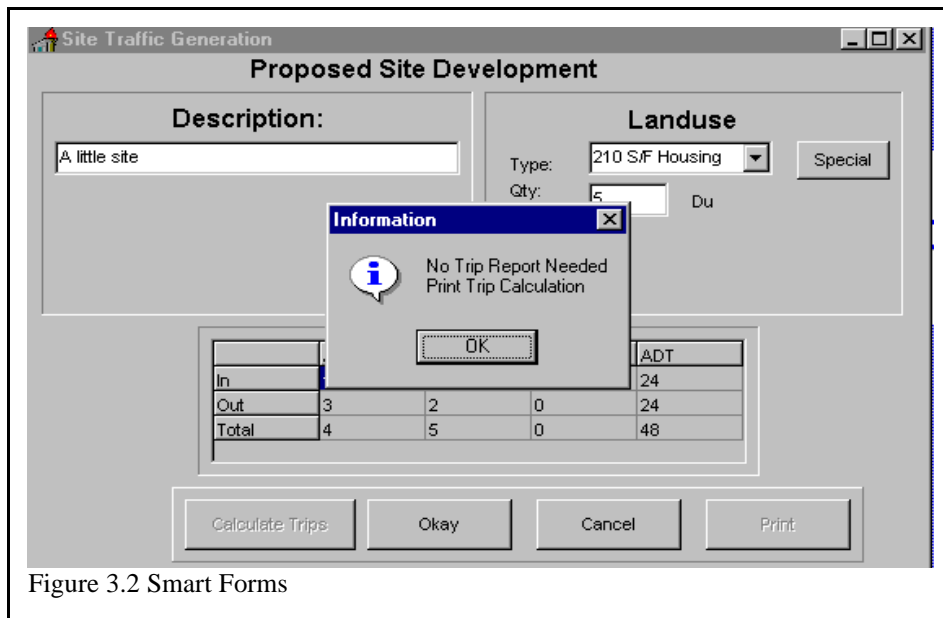 Site Traffic Generation
Proposed Site Development
Description:
A little site
Landuse
Type: 210 S/F Housing Special
Qty: 5 Du
Information
No Trip Report Needed
Print Trip Calculation
OK
ADT
In 24
Out 3 2 0 24
Total 4 5 0 48
Calculate Trips Okay Cancel Print
Figure 3.2 Smart Forms